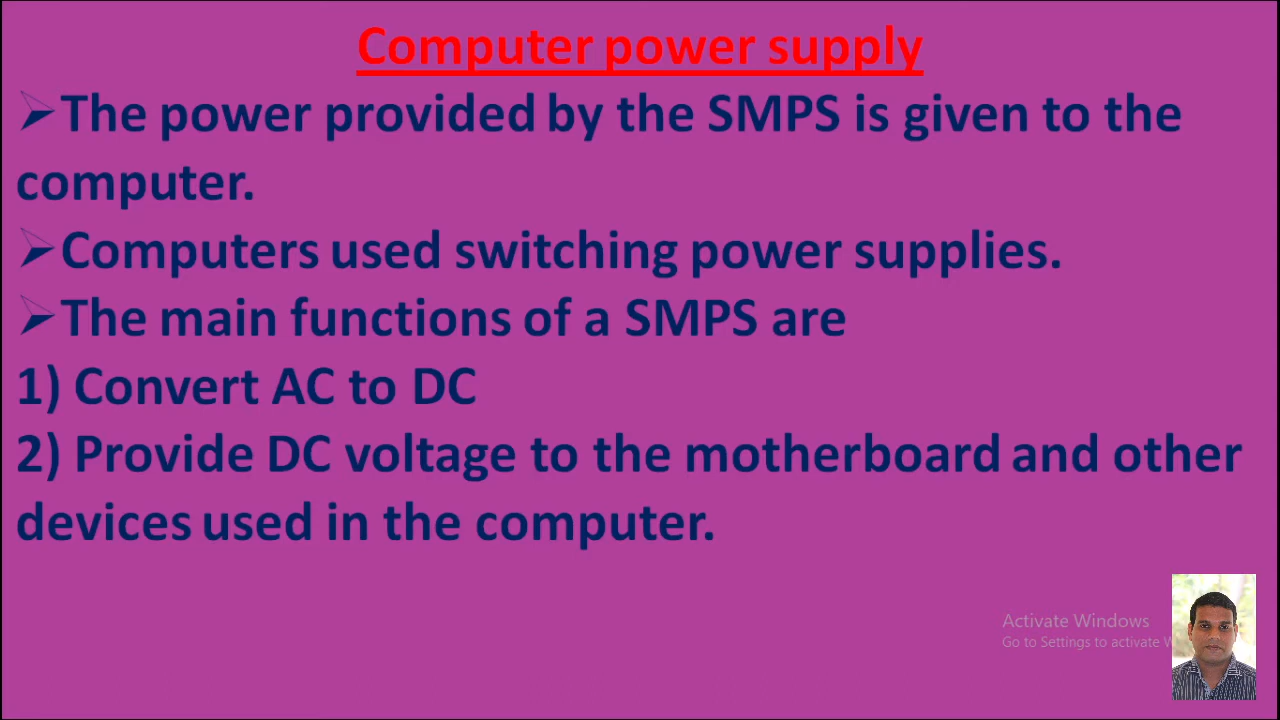 Computer power supply
➢The power provided by the SMPS is given to the
computer.
➢Computers used switching power supplies.
➢The main functions of a SMPS are
1) Convert AC to DC
2) Provide DC voltage to the motherboard and other
devices used in the computer.
Activate Windows
Go to Settings to activate